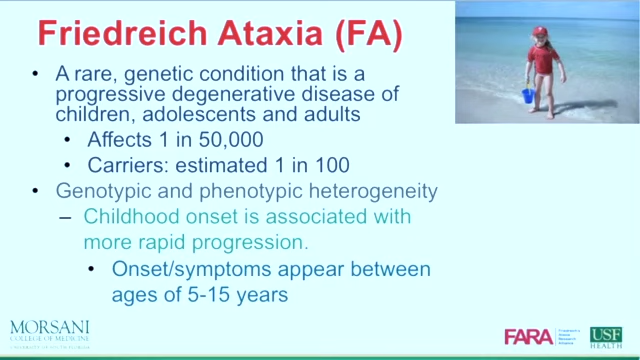 Friedreich Ataxia (FA)
• A rare, genetic condition that is a
progressive degenerative disease of
children, adolescents and adults
• Affects 1 in 50,000
• Carriers: estimated 1 in 100
• Genotypic and phenotypic heterogeneity
– Childhood onset is associated with
more rapid progression.
• Onset/symptoms appear between
ages of 5-15 years
MORSANI
COLLEGE OF MEDICINE
FARA
USF
HEALTH